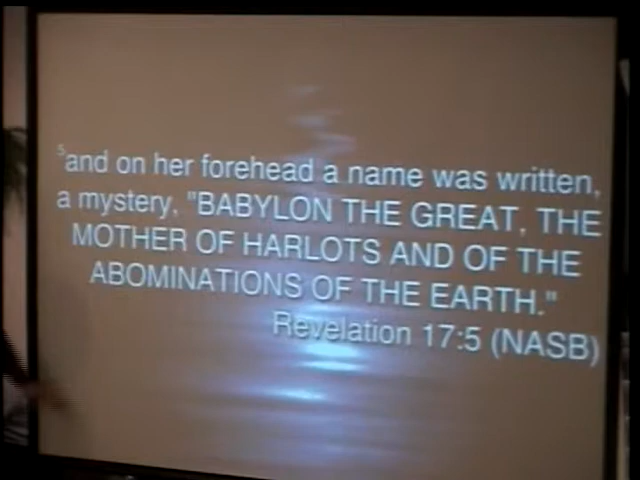 5and on her forehead a name was written,
a mystery, "BABYLON THE GREAT, THE
MOTHER OF HARLOTS AND OF THE
ABOMINATIONS OF THE EARTH."
Revelation 17:5 (NASB)